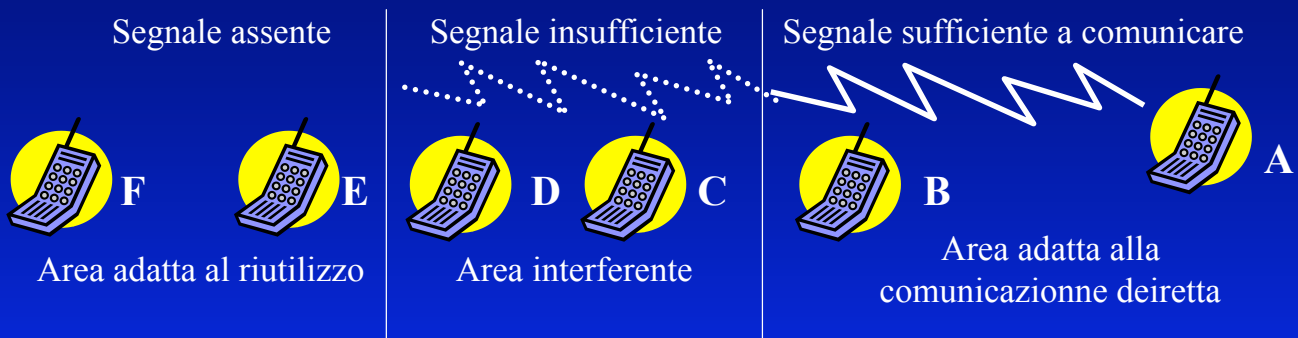 Segnale assente
Segnale insufficiente
Segnale sufficiente a comunicare
F
E
D
C
B
A
Area adatta al riutilizzo
Area interferente
Area adatta alla
comunicazionne deiretta